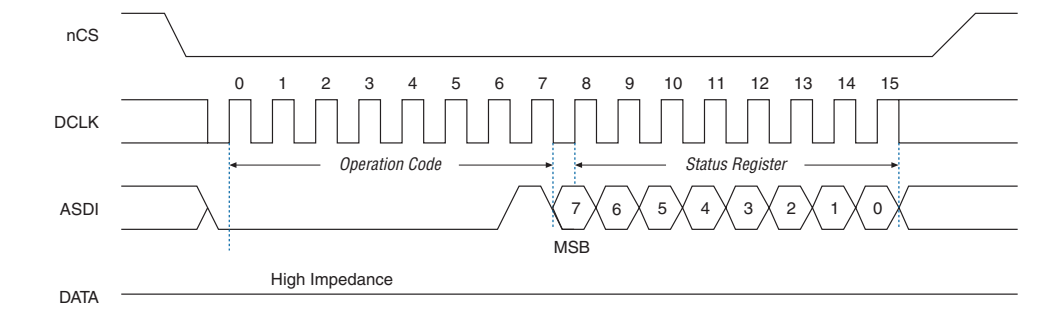 nCS
0 1 2 3 4 5 6 7 8 9 10 11 12 13 14 15
DCLK
Operation Code Status Register
ASDI 7 6 5 4 3 2 1 0
MSB
High Impedance
DATA